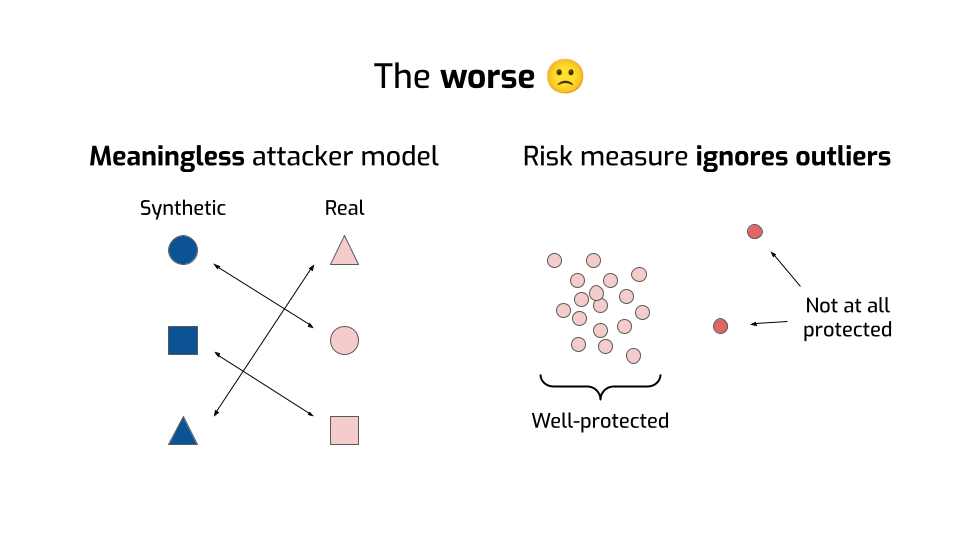 The worse 🙁
Meaningless attacker model
Synthetic
Real
Risk measure ignores outliers
Not at all
protected
Well-protected